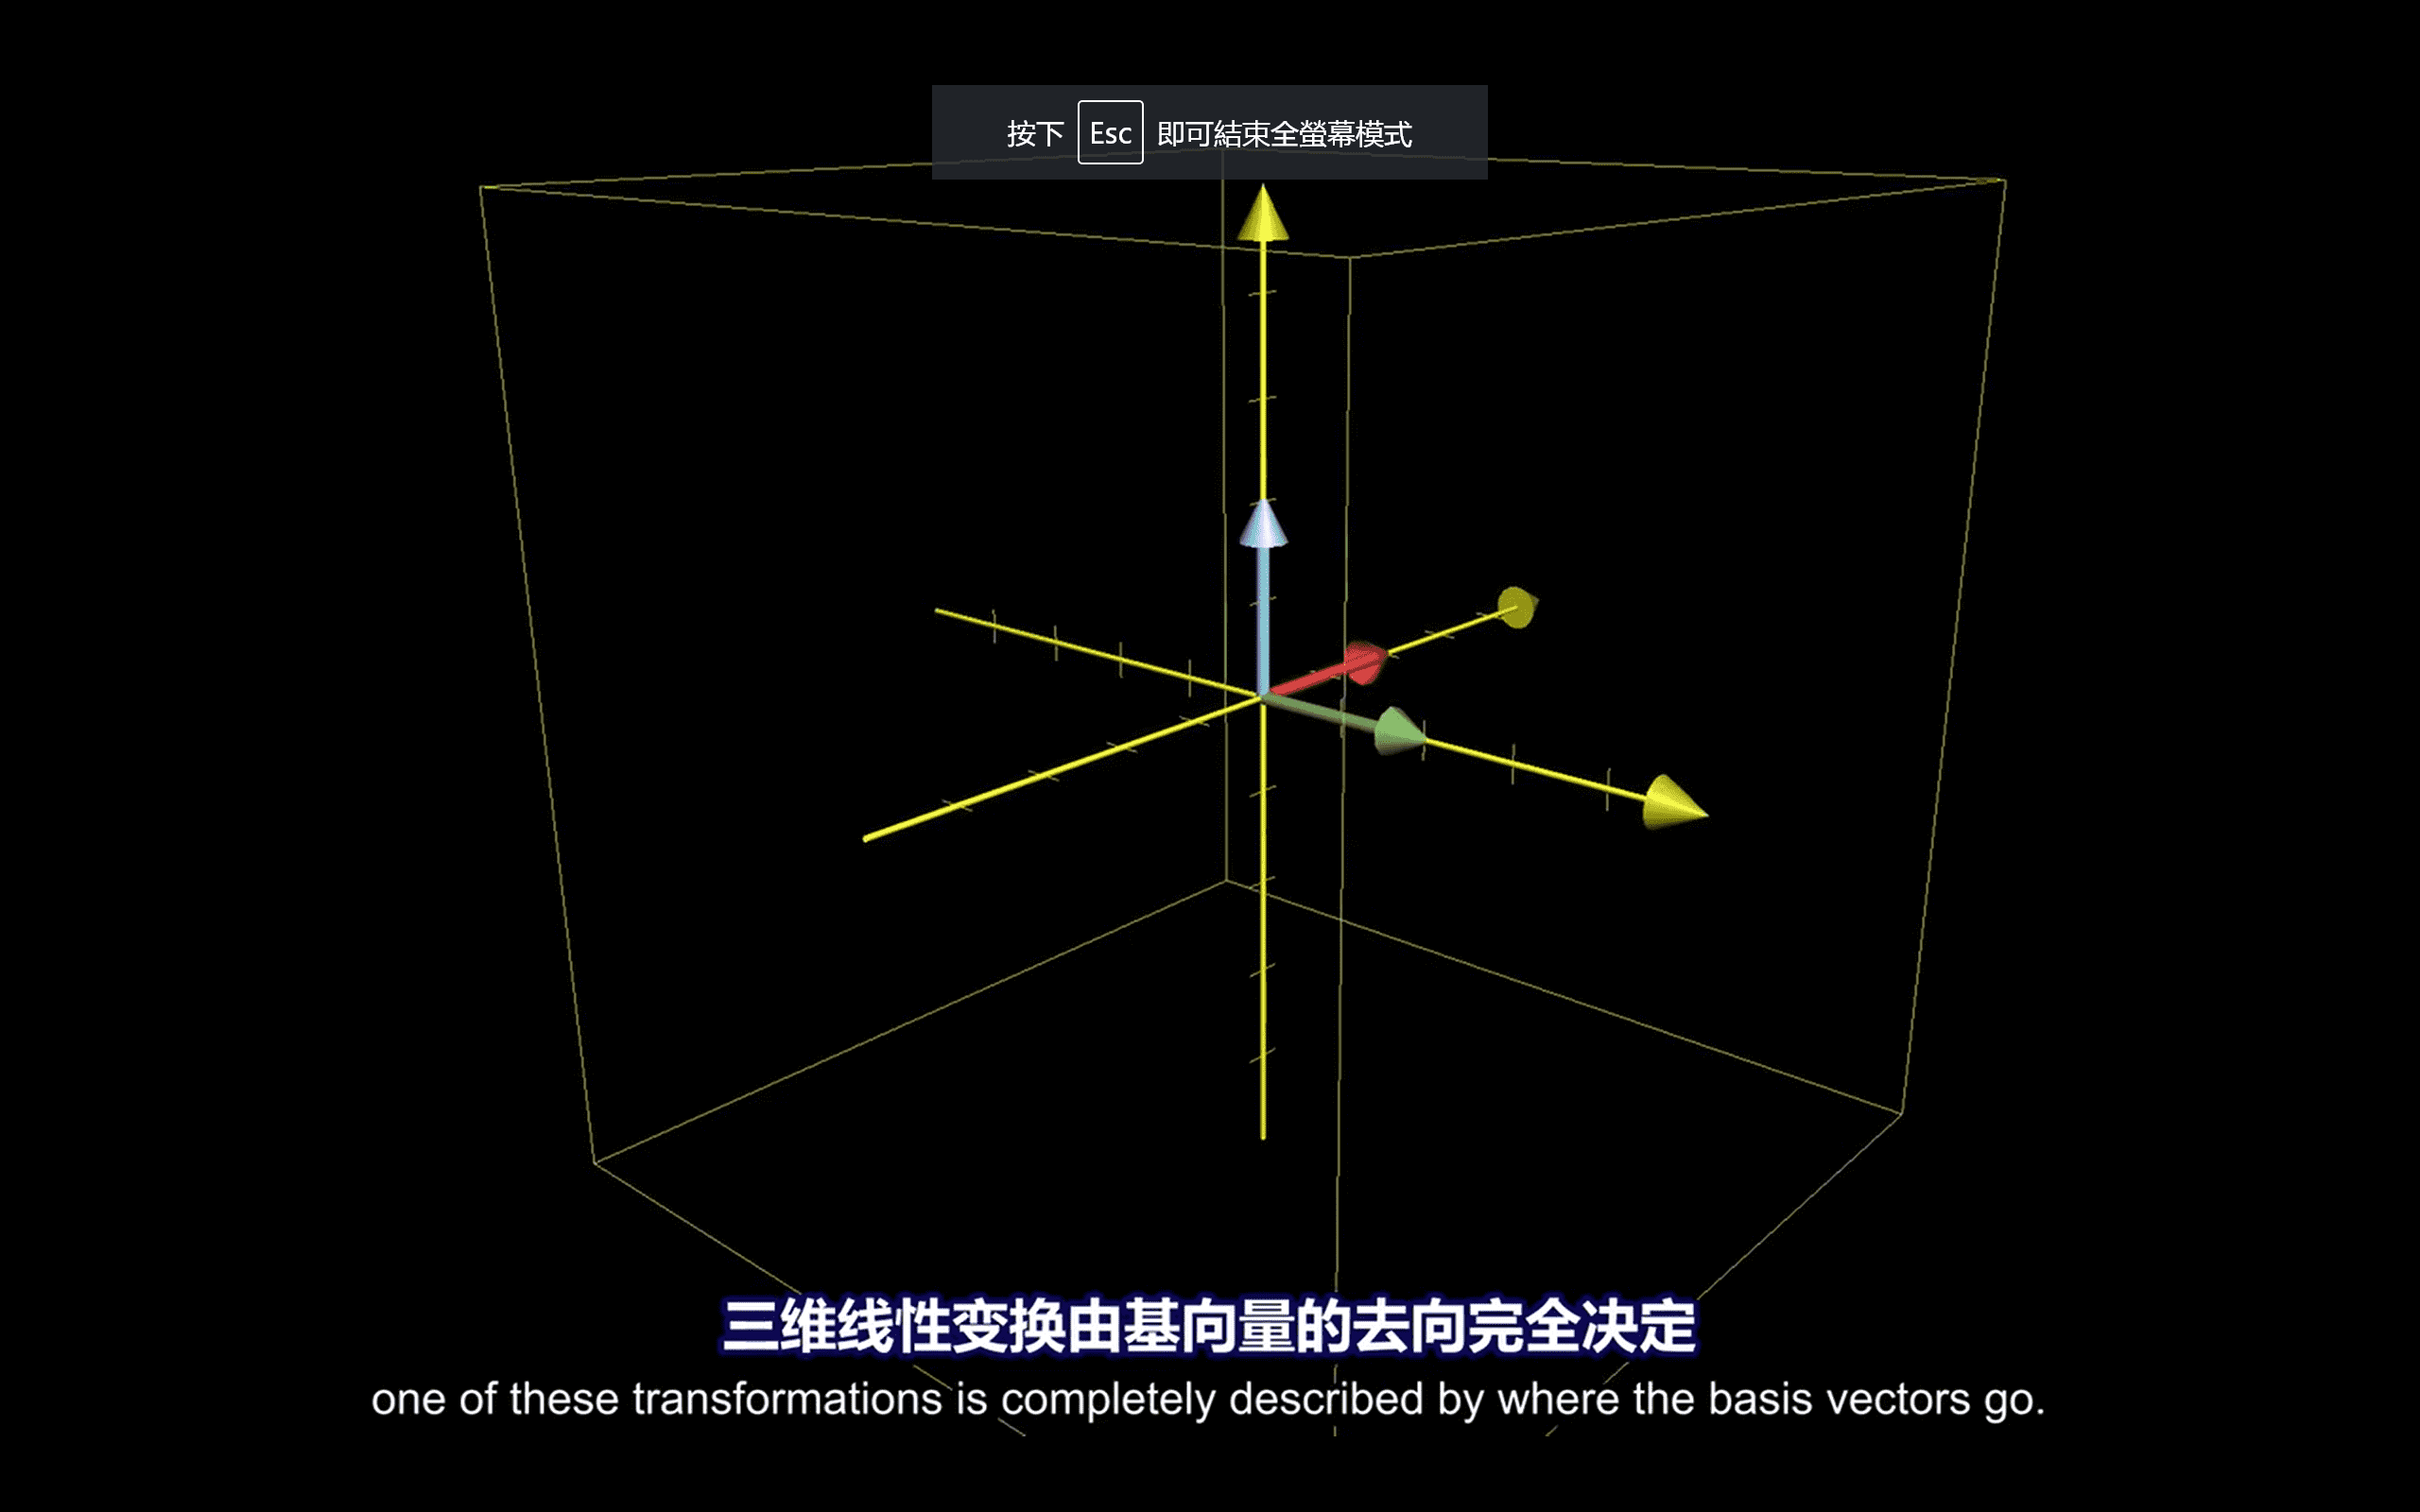 按下 Esc 即可結束全螢幕模式
三维线性变换由基向量的去向完全决定
one of these transformations is completely described by where the basis vectors go.